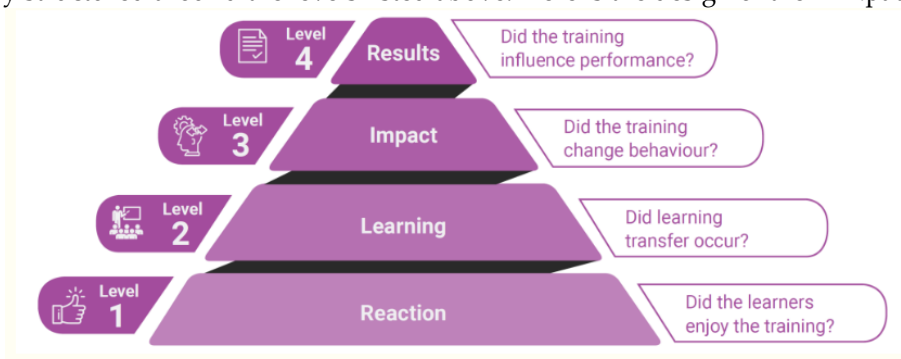 Level
4
Results
Did the training
influence performance?
Level
3
Impact
Did the training
change behaviour?
Level
2
Learning
Did learning
transfer occur?
Level
1
Reaction
Did the learners
enjoy the training?